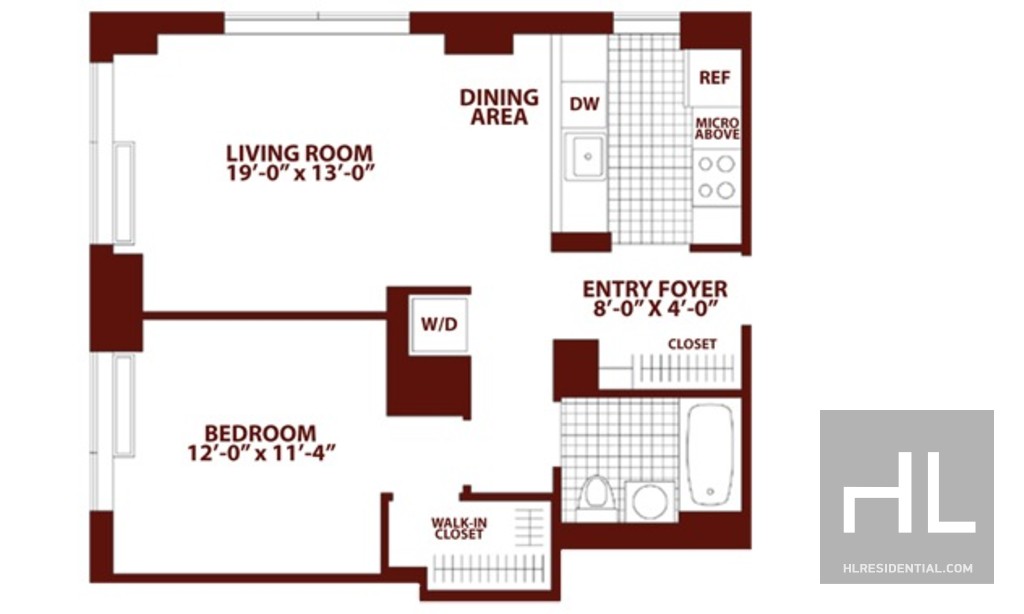 LIVING ROOM
19’-0” x 13’-0”
DINING
AREA
DW
REF
MICRO
ABOVE
ENTRY FOYER
8’-0” X 4’-0”
W/D
CLOSET
BEDROOM
12’-0” x 11’-4”
WALK-IN
CLOSET
HL
HLRESIDENTIAL.COM